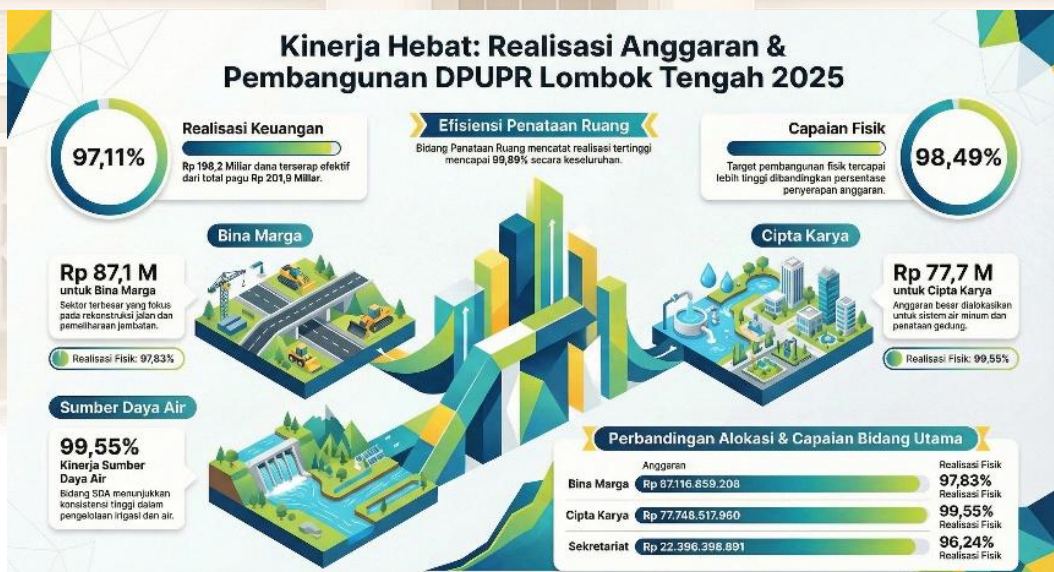 Kinerja Hebat: Realisasi Anggaran &
Pembangunan DPUPR Lombok Tengah 2025
97,11%
Realisasi Keuangan
Rp 198,2 Miliar dana terserap efektif
dari total pagu Rp 201,9 Miliar.
Efisiensi Penataan Ruang
Bidang Penataan Ruang mencatat realisasi tertinggi
mencapai 99,89% secara keseluruhan.
Capaian Fisik
Target pembangunan fisik tercapai
lebih tinggi dibandingkan persentase
penyerapan anggaran.
98,49%
Bina Marga
Rp 87,1 M
untuk Bina Marga
Sektor terbesar yang fokus
pada rekonstruksi jalan dan
pemeliharaan jembatan.
Realisasi Fisik: 97,83%
Cipta Karya
Rp 77,7 M
untuk Cipta Karya
Anggaran besar dialokasikan
untuk sistem air minum dan
penataan gedung.
Realisasi Fisik: 99,55%
Sumber Daya Air
99,55%
Kinerja Sumber
Daya Air
Bidang SDA menunjukkan
konsistensi tinggi dalam
pengelolaan irigasi dan air.
Perbandingan Alokasi & Capaian Bidang Utama
Anggaran
Realisasi Fisik
Bina Marga Rp 87.116.859.208 97,83%
Realisasi Fisik
Cipta Karya Rp 77.748.517.960 99,55%
Realisasi Fisik
Sekretariat Rp 22.396.398.891 96,24%
Realisasi Fisik